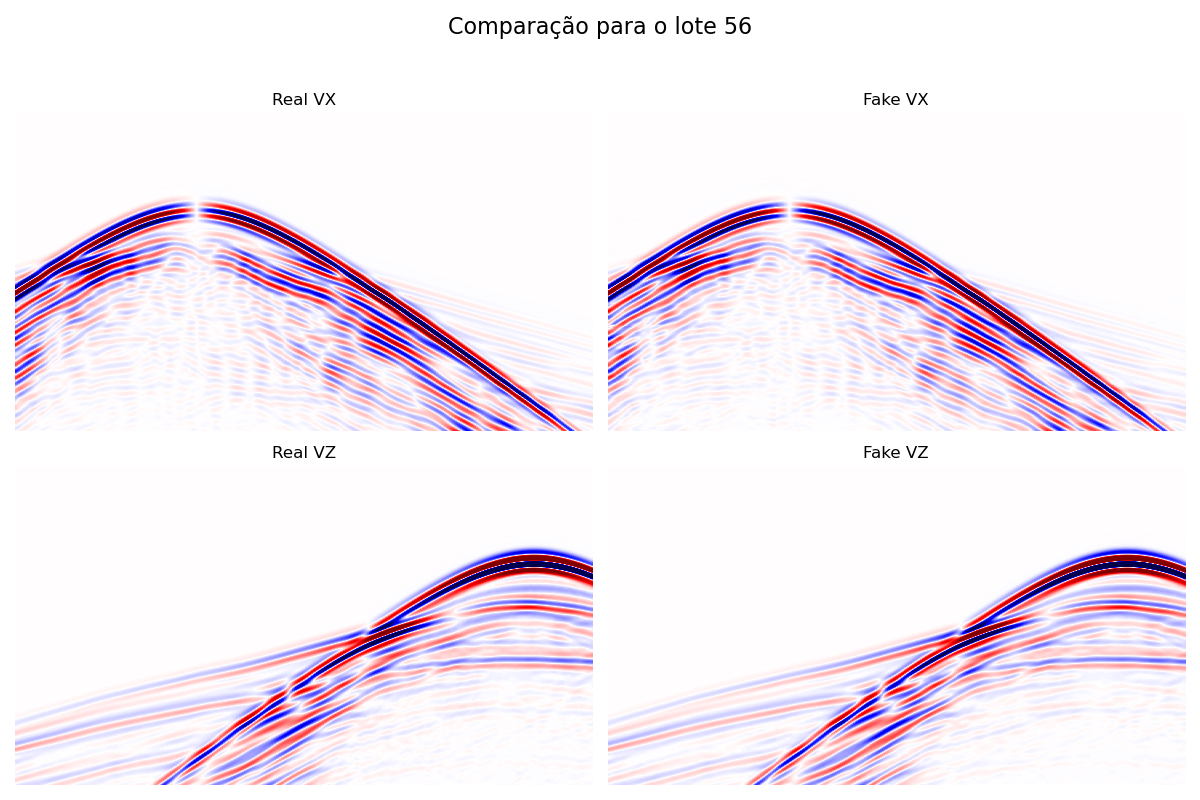 Comparação para o lote 56
Real VX
Fake VX
Real VZ
Fake VZ